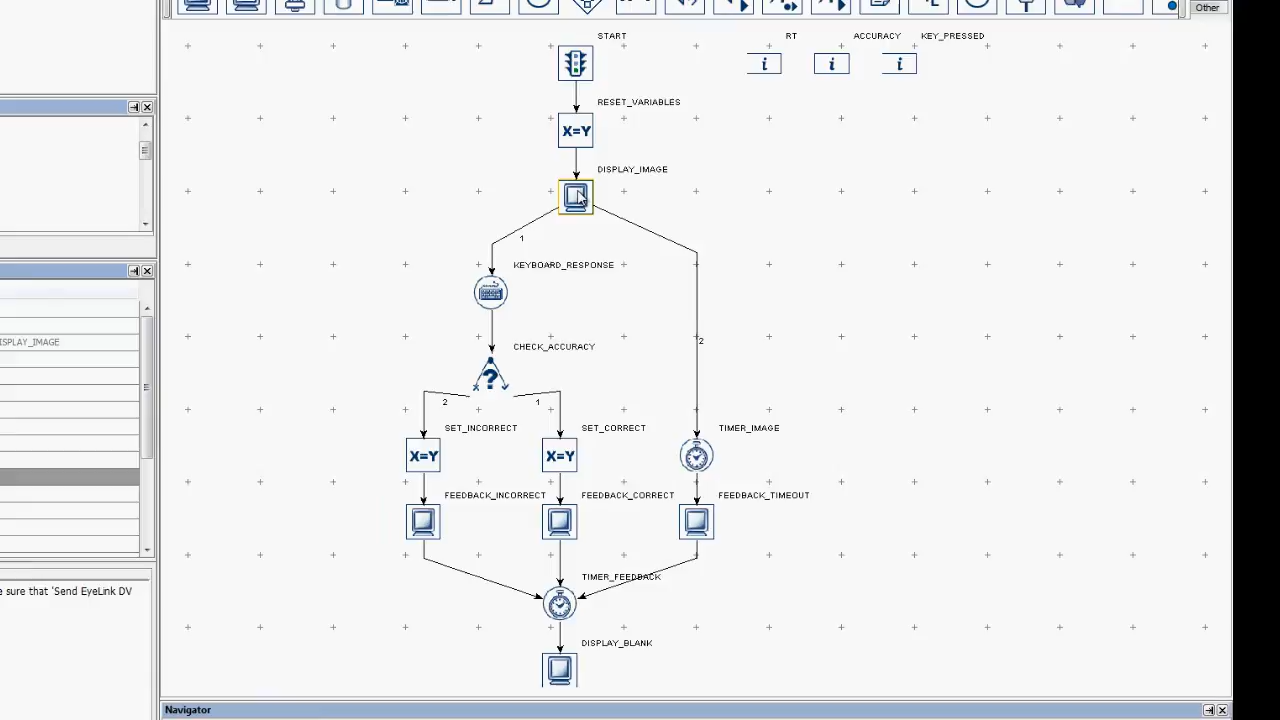 Other
START
RT
ACCURACY
KEY_PRESSED
RESET_VARIABLES
X=Y
DISPLAY_IMAGE
1
KEYBOARD_RESPONSE
ISPLAY_IMAGE
2
CHECK_ACCURACY
?
2
1
SET_INCORRECT
SET_CORRECT
TIMER_IMAGE
X=Y
X=Y
FEEDBACK_INCORRECT
FEEDBACK_CORRECT
FEEDBACK_TIMEOUT
TIMER_FEEDBACK
e sure that 'Send EyeLink DV
DISPLAY_BLANK
Navigator